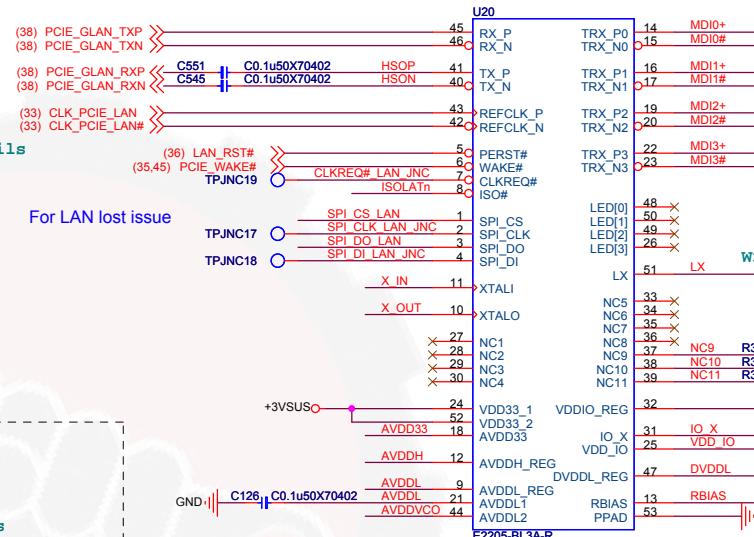 U20
(38) PCIE_GLAN_TXP 45 RX_P TRX_P0 14 MDI0+
(38) PCIE_GLAN_TXN 46 RX_N TRX_N0 15 MDI0#
(38) PCIE_GLAN_RXP C551 C0.1u50X70402 HSOP 41 TX_P TRX_P1 16 MDI1+
(38) PCIE_GLAN_RXN C545 C0.1u50X70402 HSON 40 TX_N TRX_N1 17 MDI1#
(33) CLK_PCIE_LAN 43 REFCLK_P TRX_P2 19 MDI2+
(33) CLK_PCIE_LAN# 42 REFCLK_N TRX_N2 20 MDI2#
ils
(36) LAN_RST# 5 PERST# TRX_P3 22 MDI3+
(35,45) PCIE_WAKE# 6 WAKE# TRX_N3 23 MDI3#
TPJNC19 CLKREQ#_LAN_JNC 7 CLKREQ#
ISOLATn 8 ISO#
For LAN lost issue
LED[0] 48
SPI_CS_LAN 1 SPI_CS LED[1] 50
TPJNC17 SPI_CLK_LAN_JNC 2 SPI_CLK LED[2] 49
SPI_DO_LAN 3 SPI_DO LED[3] 26
TPJNC18 SPI_DI_LAN_JNC 4 SPI_DI
LX 51 LX
X_IN 11 XTALI
NC5 33
X_OUT 10 XTALO NC6 34
NC7 35
27 NC1 NC8 36
28 NC2 NC9 37 NC9
29 NC3 NC10 38 NC10
30 NC4 NC11 39 NC11
+3VSUS 24 VDD33_1 VDDIO_REG 32
52 VDD33_2
AVDD33 18 AVDD33 IO_X 31 IO_X
VDD_IO 25 VDD_IO
AVDDH 12 AVDDH_REG
DVDDL_REG 47 DVDDL
AVDDL 9 AVDDL_REG
GND C126 C0.1u50X70402 AVDDL 21 AVDDL1 RBIAS 13 RBIAS
AVDDVCO 44 AVDDL2 PPAD 53